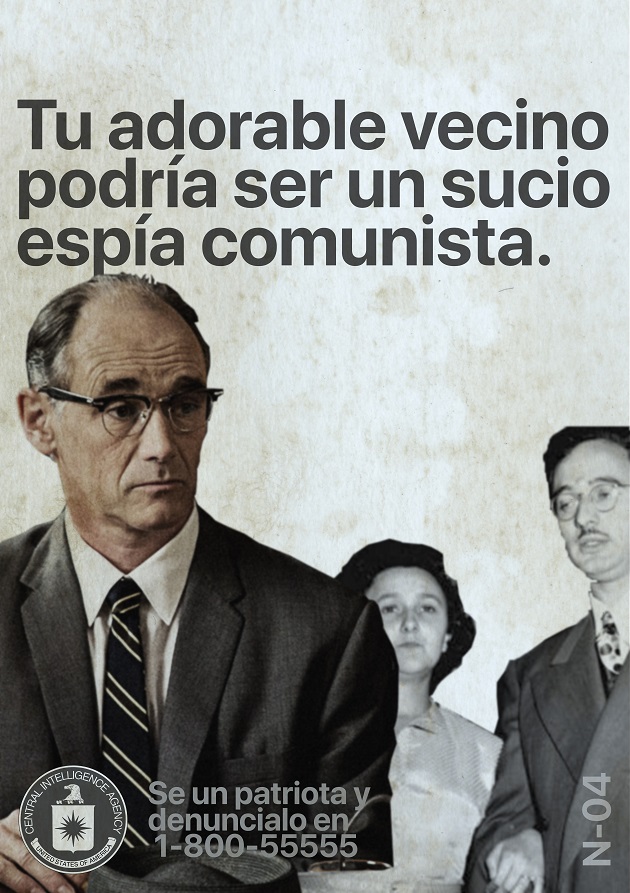 Tu adorable vecino
podría ser un sucio
espía comunista.
CENTRAL INTELLIGENCE AGENCY
UNITED STATES OF AMERICA
Se un patriota y
denuncialo en
1-800-55555
N-04